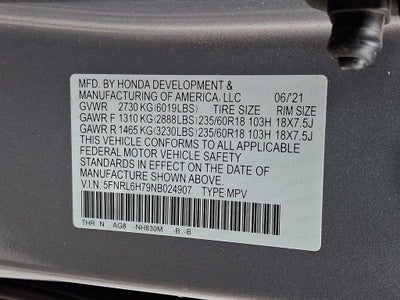 MFD. BY HONDA DEVELOPMENT &
MANUFACTURING OF AMERICA, LLC 06/'21
GVWR 2730 KG (6019LBS) TIRE SIZE RIM SIZE
GAWR F 1310 KG (2888LBS) 235/60R18 103H 18X7.5J
GAWR R 1465 KG (3230LBS) 235/60R18 103H 18X7.5J
THIS VEHICLE CONFORMS TO ALL APPLICABLE
FEDERAL MOTOR VEHICLE SAFETY
STANDARDS IN EFFECT ON THE DATE OF
MANUFACTURE SHOWN ABOVE.
V.I.N. 5FNRL6H79NB024907 TYPE: MPV
THR N AG8 -NH830M -B -B